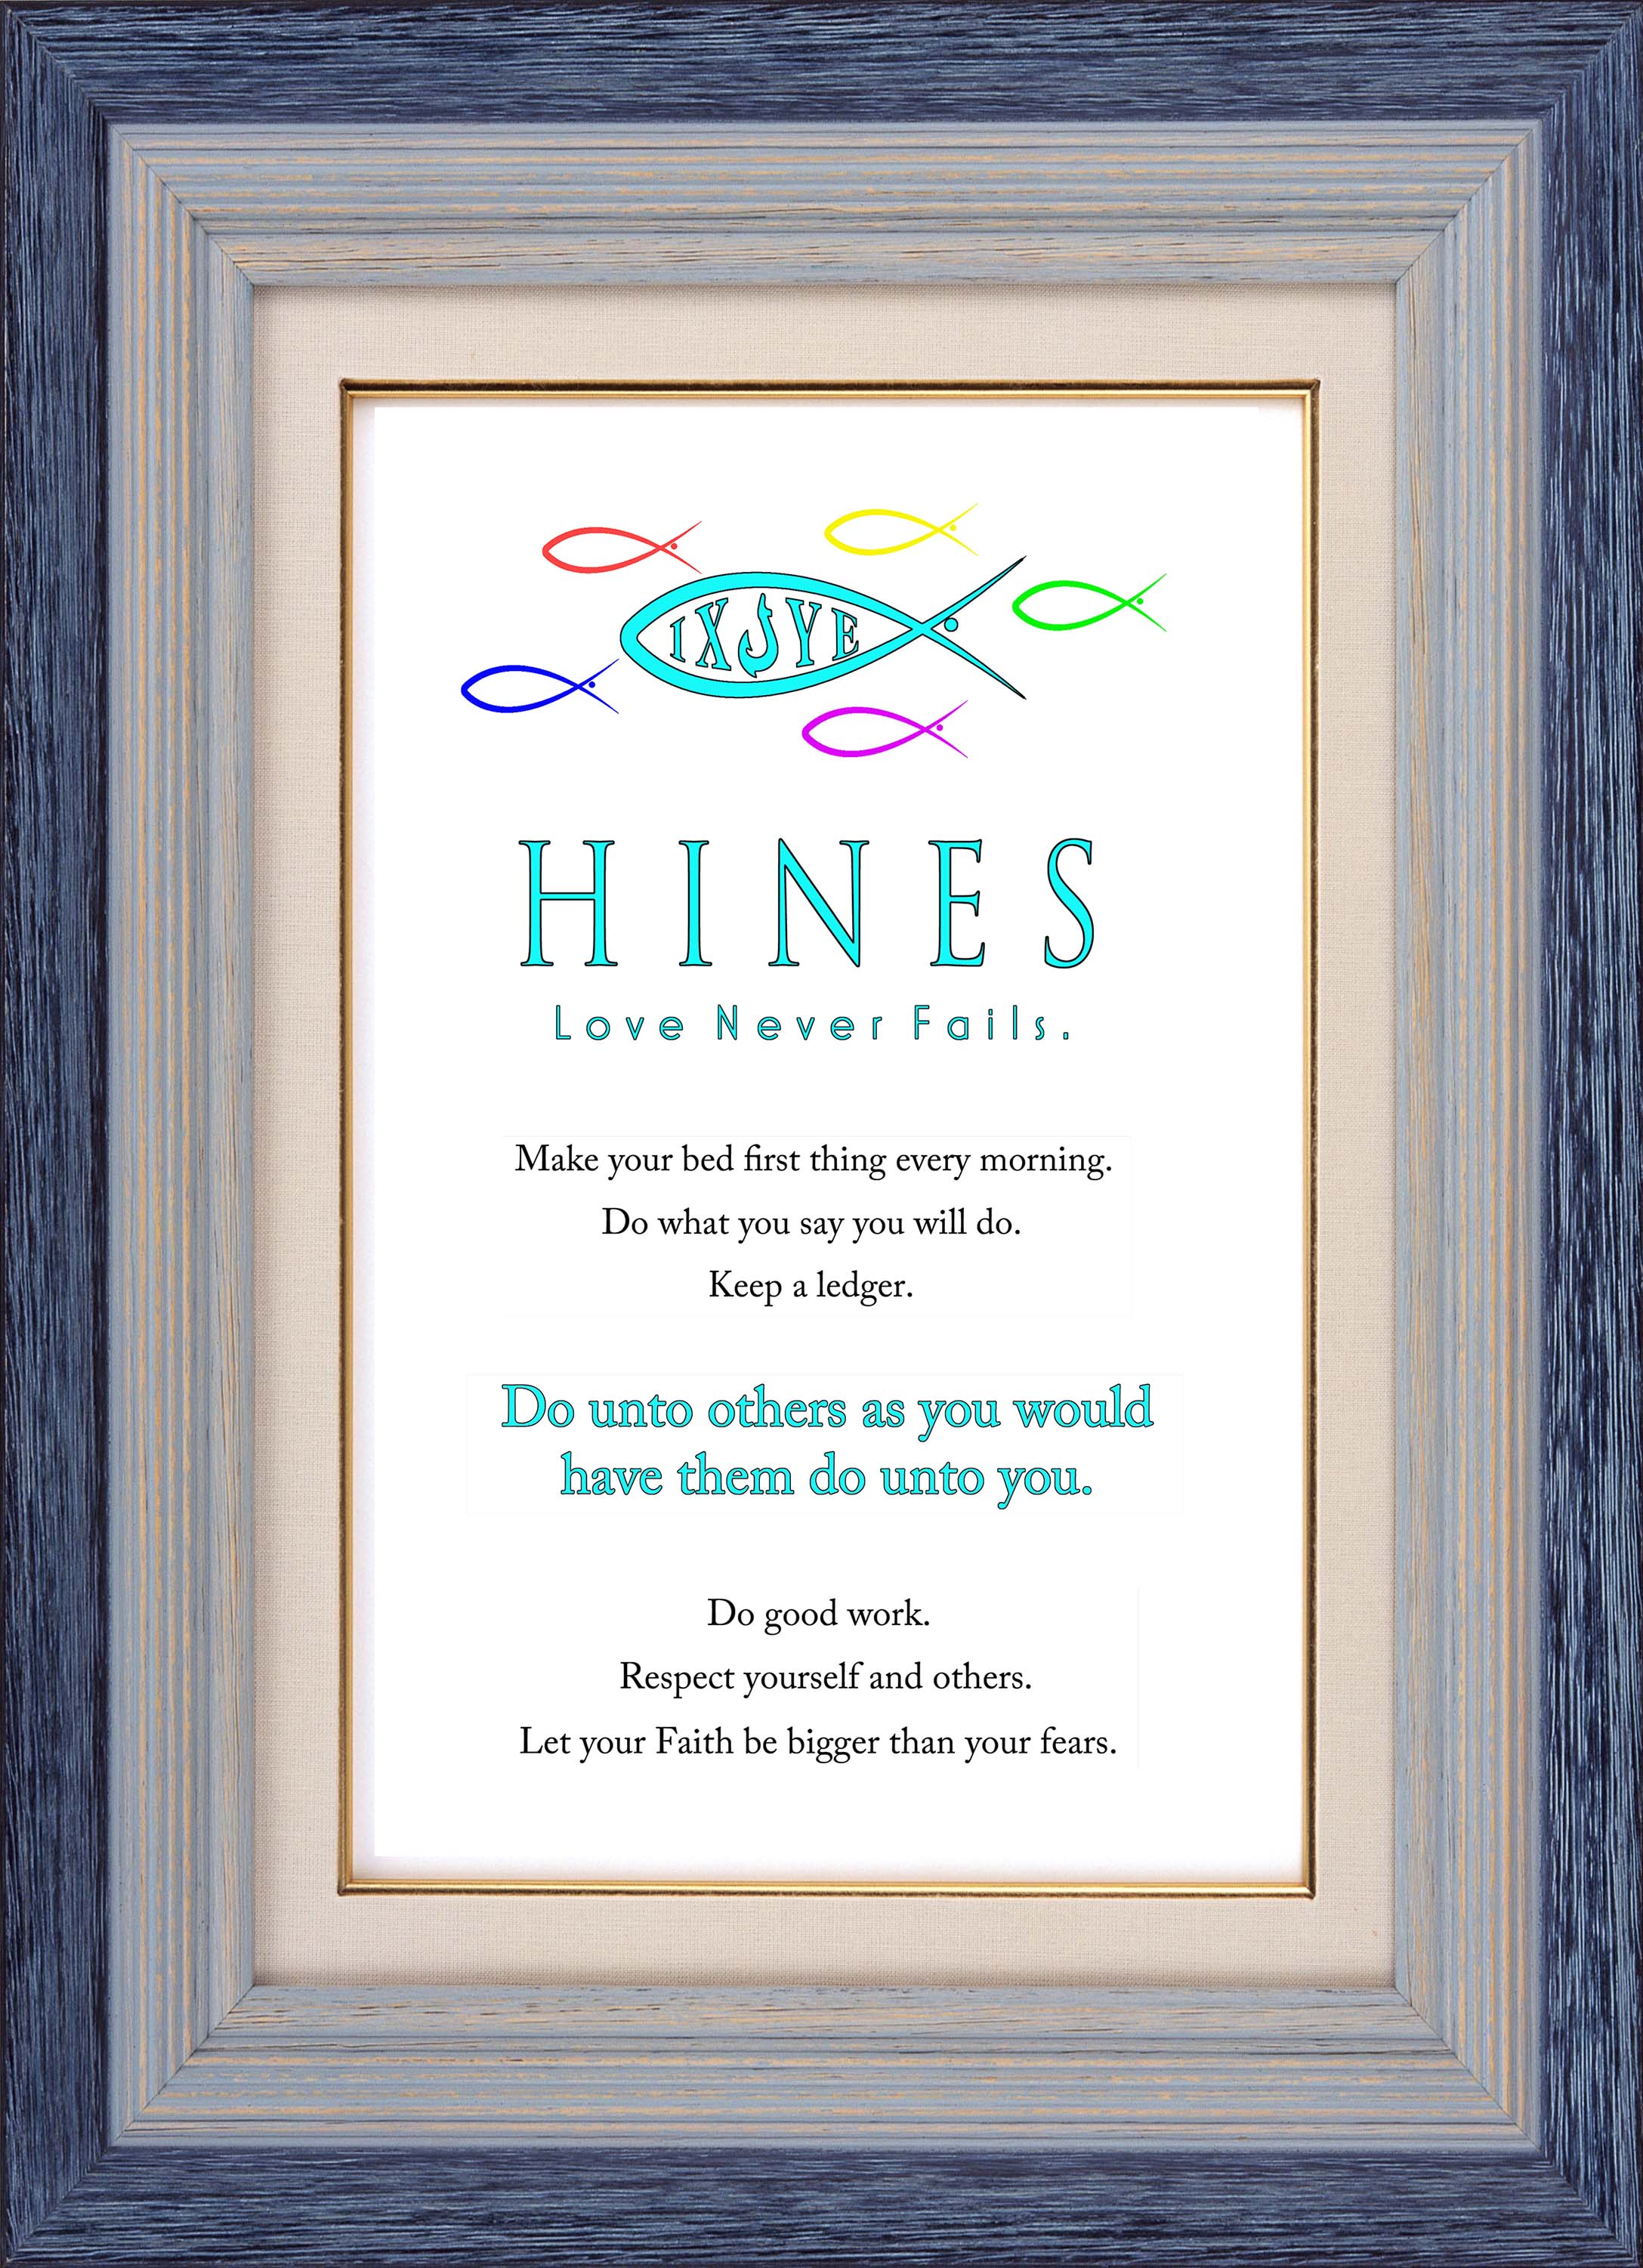 IXJYE
HINES
Love Never Fails.
Make your bed first thing every morning.
Do what you say you will do.
Keep a ledger.
Do unto others as you would
have them do unto you.
Do good work.
Respect yourself and others.
Let your Faith be bigger than your fears.